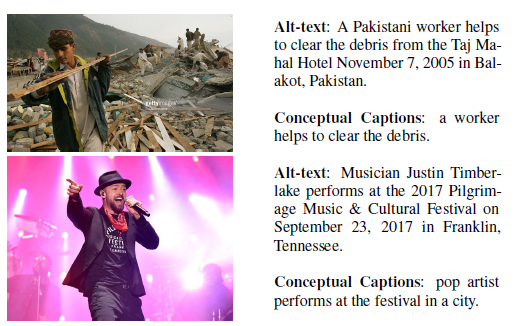 gettyimages
Alt-text: A Pakistani worker helps
to clear the debris from the Taj Ma-
hal Hotel November 7, 2005 in Bal-
akot, Pakistan.
Conceptual Captions: a worker
helps to clear the debris.
Alt-text: Musician Justin Timber-
lake performs at the 2017 Pilgrim-
age Music & Cultural Festival on
September 23, 2017 in Franklin,
Tennessee.
Conceptual Captions: pop artist
performs at the festival in a city.